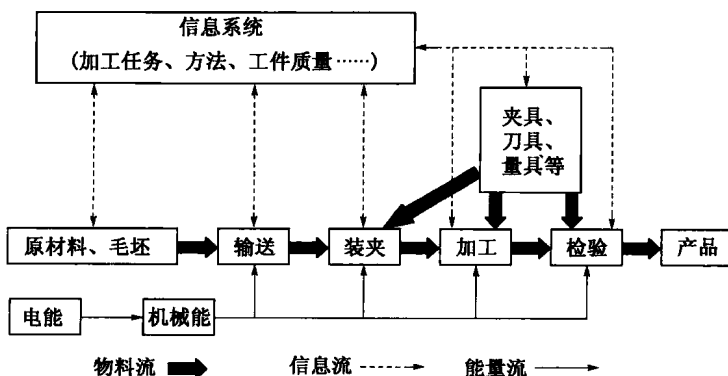 信息系统
(加工任务、方法、工件质量……)
夹具、
刀具、
量具等
原材料、毛坯
输送
装夹
加工
检验
产品
电能
机械能
物料流
信息流
能量流